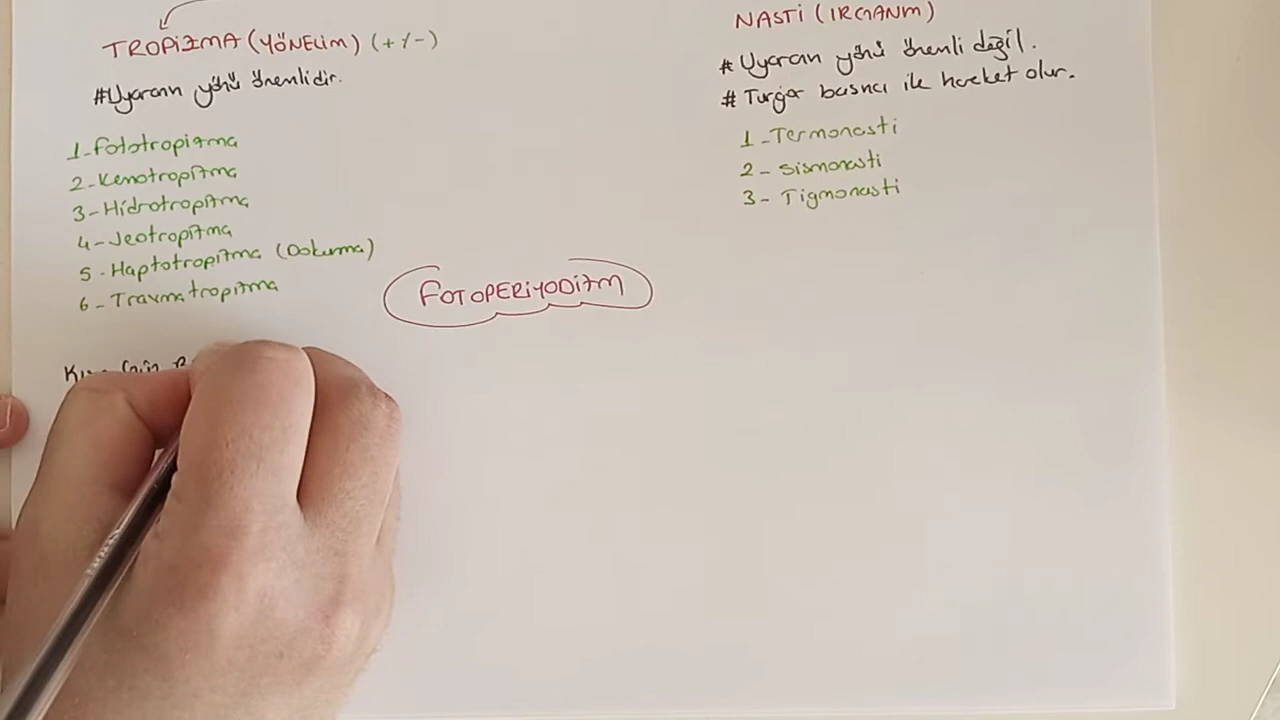 TROPİZMA (YÖNELİM) (+/-)
#Uyaranın yönü önemlidir.
1-Fototropizma
2-Kemotropizma
3-Hidrotropizma
4-Jeotropizma
5-Haptotropizma (Dokunma)
6-Travmatropizma
NASTİ (IRGANIM)
# Uyaranın yönü önemli değil.
# Turgor basıncı ile hareket olur.
1-Termonasti
2-Sismonasti
3-Tigmonasti
FOTOPERİYODİZM